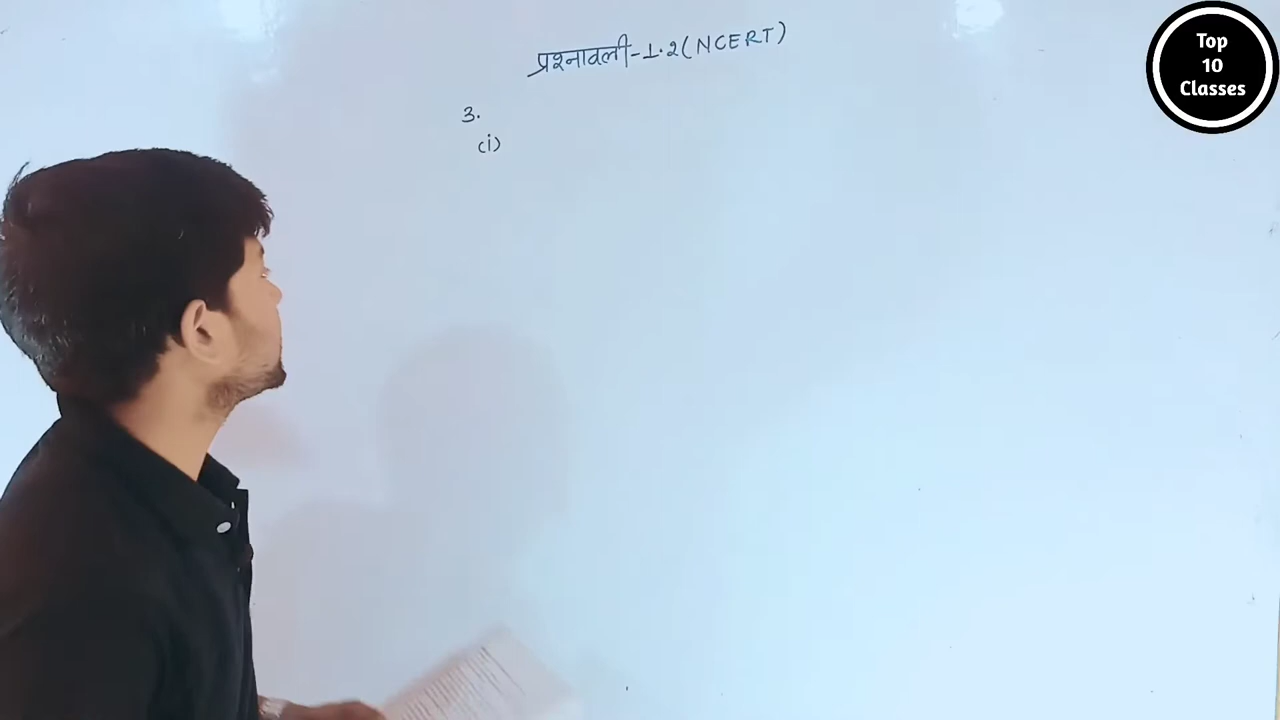 प्रश्नावली-1.2(NCERT)
3.
(i)
Top
10
Classes